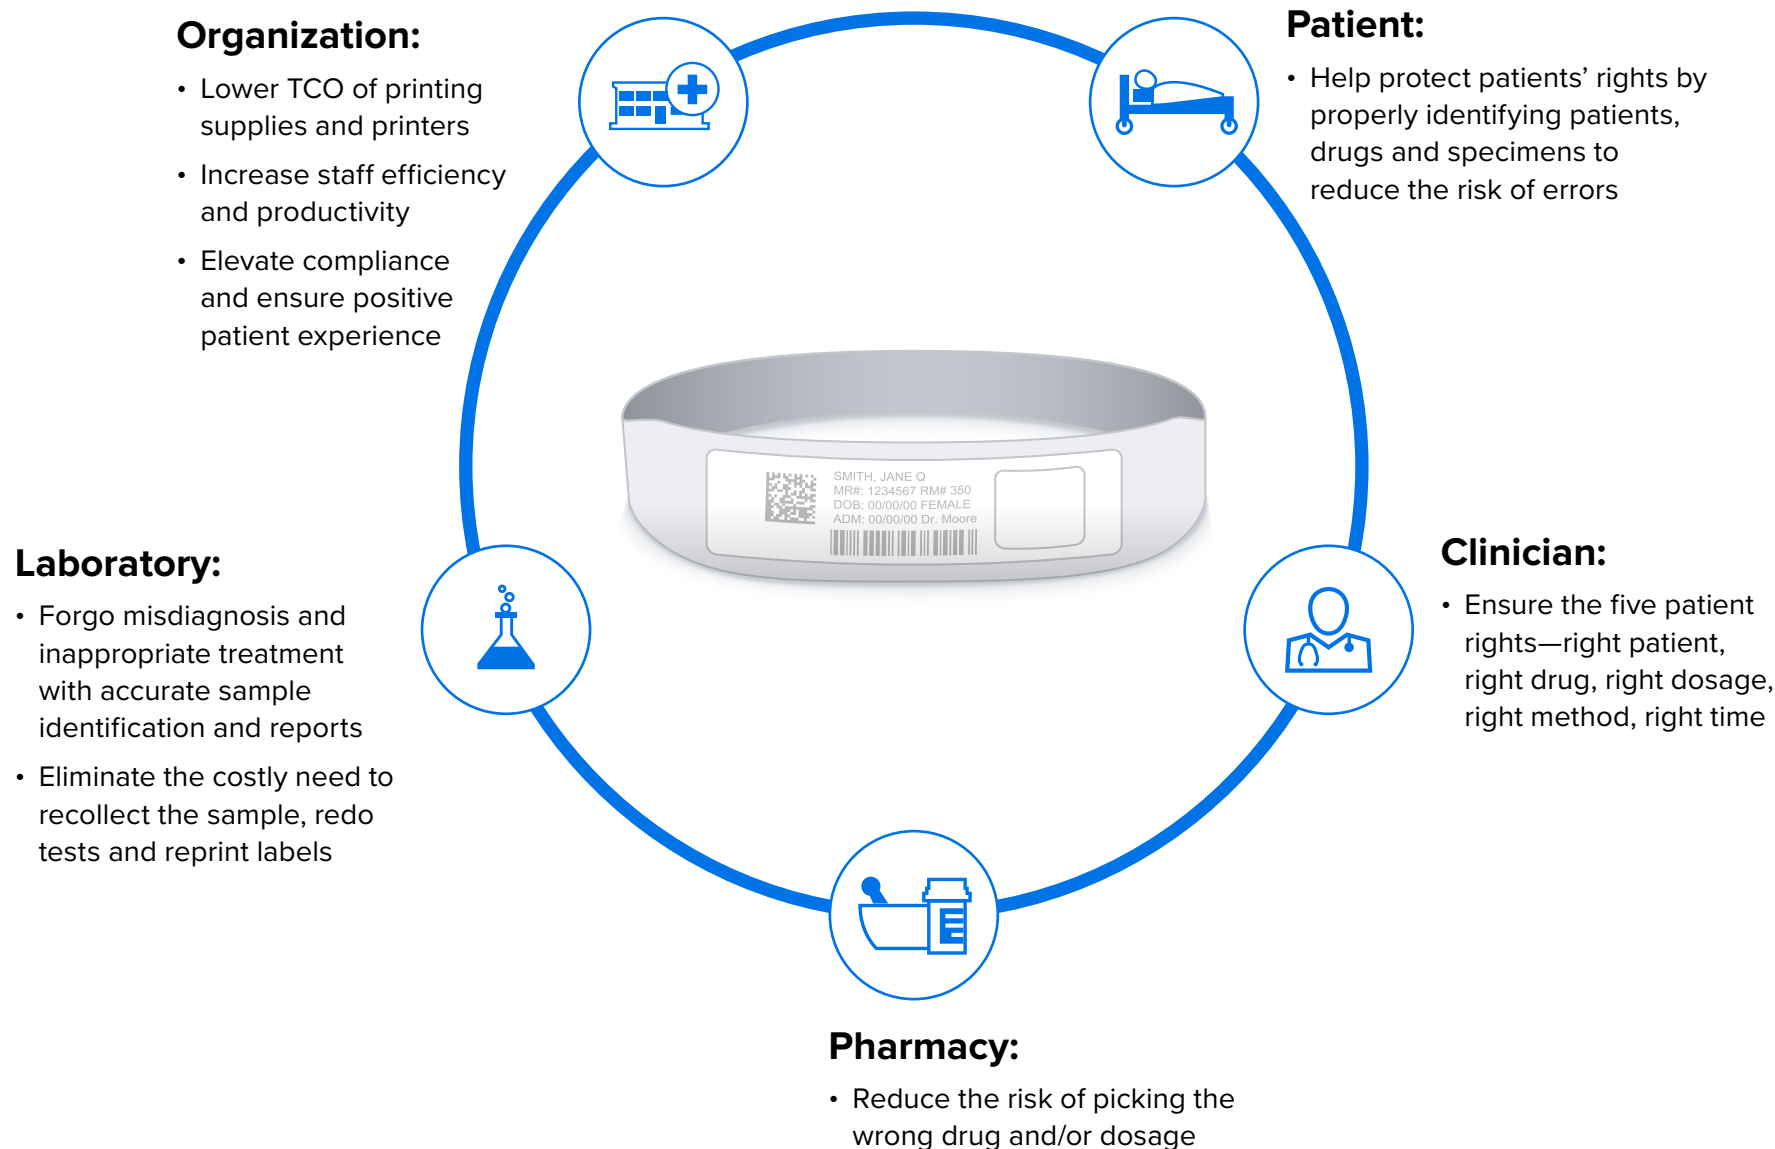 Organization:
• Lower TCO of printing
supplies and printers
• Increase staff efficiency
and productivity
• Elevate compliance
and ensure positive
patient experience
Patient:
• Help protect patients’ rights by
properly identifying patients,
drugs and specimens to
reduce the risk of errors
SMITH, JANE Q
MR#: 1234567 RM# 350
DOB: 00/00/00 FEMALE
ADM: 00/00/00 Dr. Moore
Laboratory:
• Forgo misdiagnosis and
inappropriate treatment
with accurate sample
identification and reports
• Eliminate the costly need to
recollect the sample, redo
tests and reprint labels
Clinician:
• Ensure the five patient
rights—right patient,
right drug, right dosage,
right method, right time
Pharmacy:
• Reduce the risk of picking the
wrong drug and/or dosage